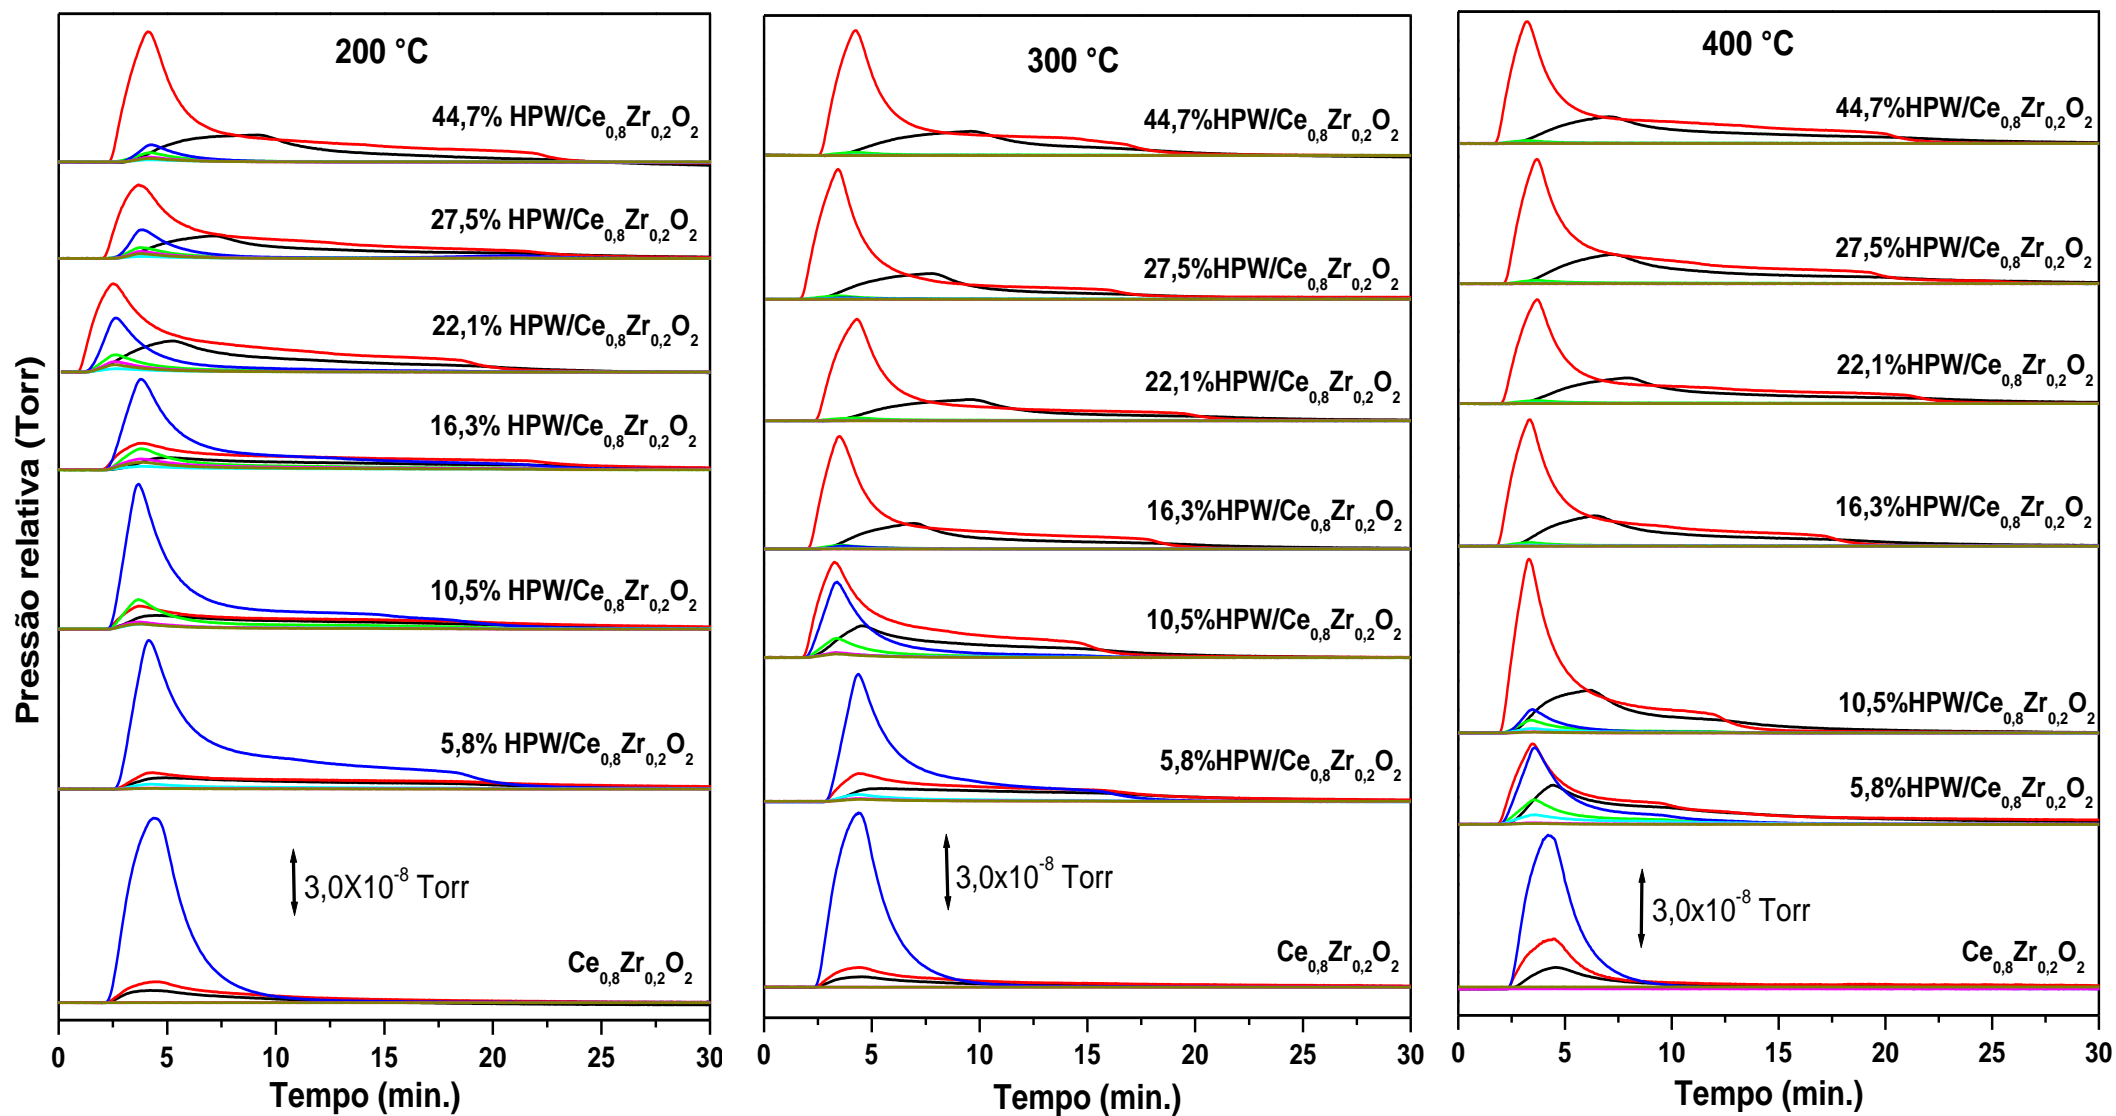 Pressão relativa (Torr)
200 °C
44,7% HPW/Ce0,8Zr0,2O2
27,5% HPW/Ce0,8Zr0,2O2
22,1% HPW/Ce0,8Zr0,2O2
16,3% HPW/Ce0,8Zr0,2O2
10,5% HPW/Ce0,8Zr0,2O2
5,8% HPW/Ce0,8Zr0,2O2
3,0X10-8 Torr
Ce0,8Zr0,2O2
0 5 10 15 20 25 30
Tempo (min.)
300 °C
44,7%HPW/Ce0,8Zr0,2O2
27,5%HPW/Ce0,8Zr0,2O2
22,1%HPW/Ce0,8Zr0,2O2
16,3%HPW/Ce0,8Zr0,2O2
10,5%HPW/Ce0,8Zr0,2O2
5,8%HPW/Ce0,8Zr0,2O2
3,0x10-8 Torr
Ce0,8Zr0,2O2
0 5 10 15 20 25 30
Tempo (min.)
400 °C
44,7%HPW/Ce0,8Zr0,2O2
27,5%HPW/Ce0,8Zr0,2O2
22,1%HPW/Ce0,8Zr0,2O2
16,3%HPW/Ce0,8Zr0,2O2
10,5%HPW/Ce0,8Zr0,2O2
5,8%HPW/Ce0,8Zr0,2O2
3,0x10-8 Torr
Ce0,8Zr0,2O2
0 5 10 15 20 25 30
Tempo (min.)